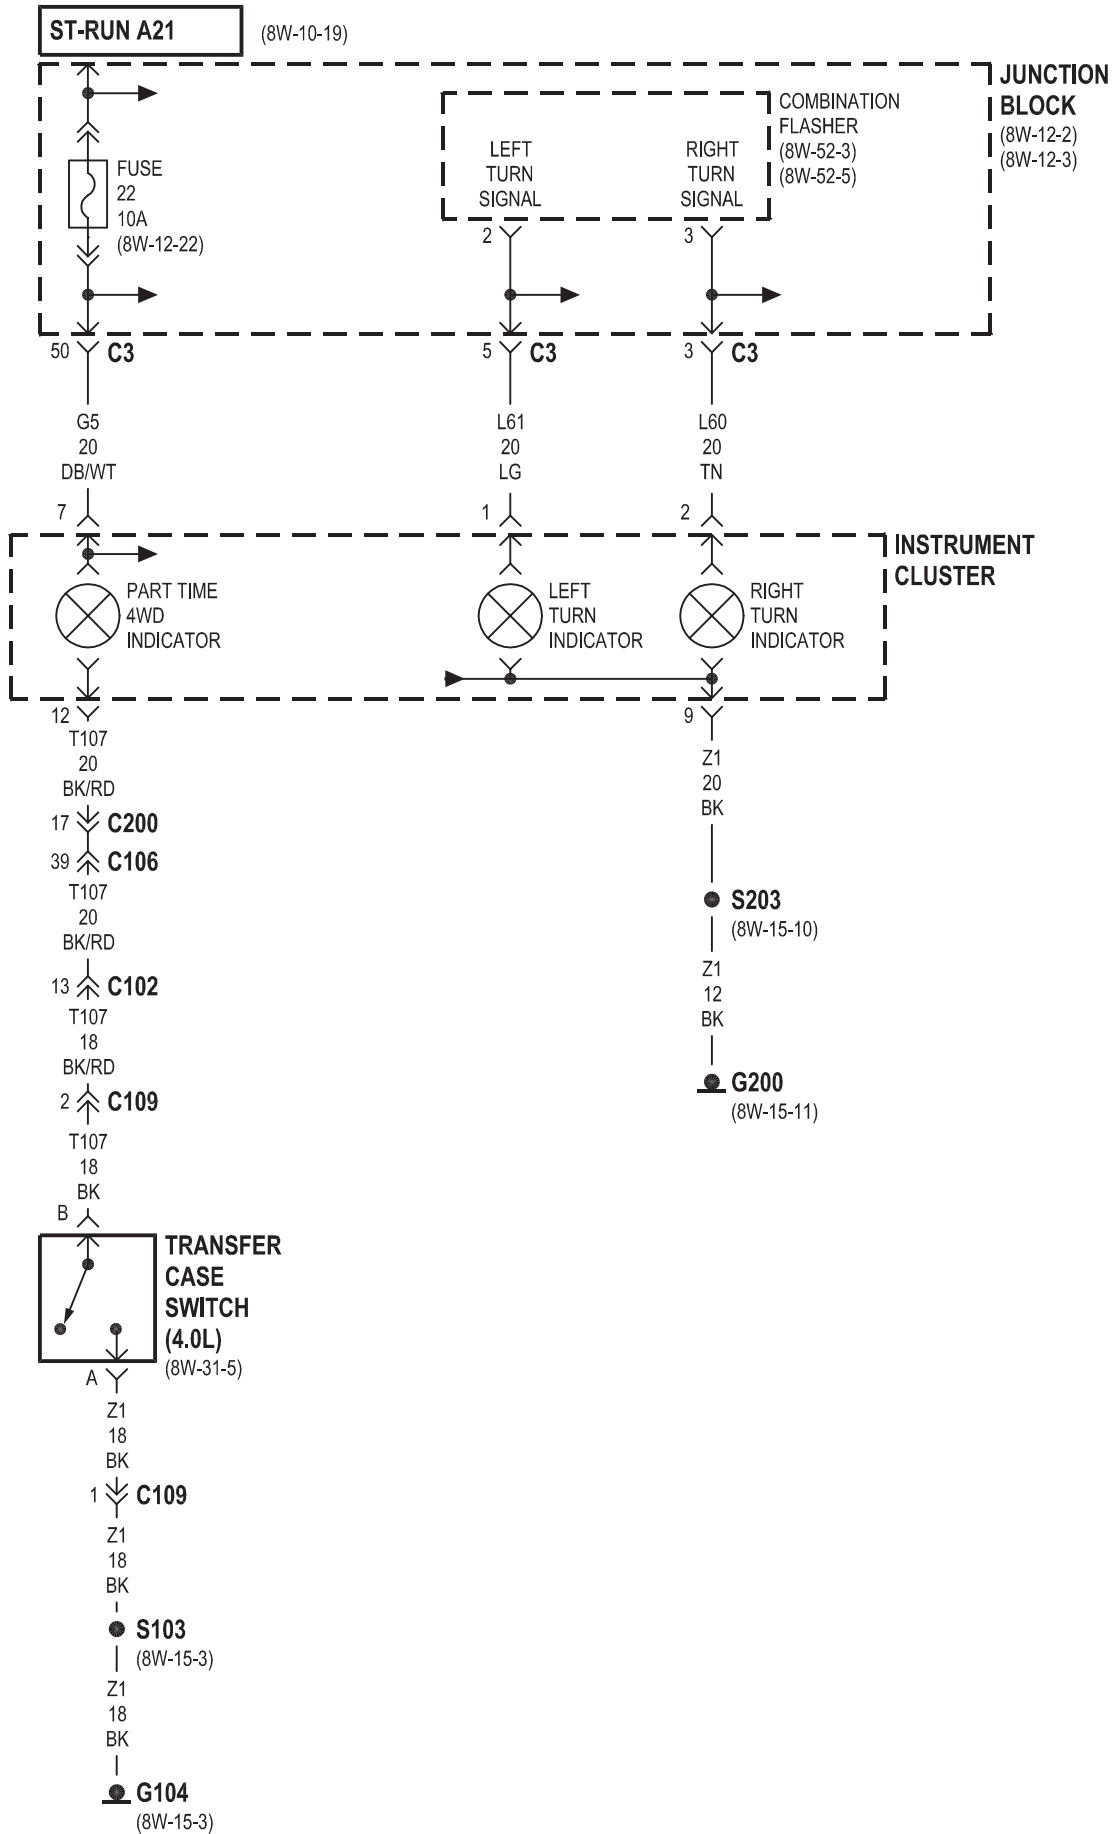 ST-RUN A21
(8W-10-19)
JUNCTION
BLOCK
(8W-12-2)
(8W-12-3)
COMBINATION
FLASHER
(8W-52-3)
(8W-52-5)
LEFT
TURN
SIGNAL
RIGHT
TURN
SIGNAL
FUSE
22
10A
(8W-12-22)
2
3
50
C3
5
C3
3
C3
G5
20
DB/WT
L61
20
LG
L60
20
TN
7
1
2
INSTRUMENT
CLUSTER
PART TIME
4WD
INDICATOR
LEFT
TURN
INDICATOR
RIGHT
TURN
INDICATOR
12
9
T107
20
BK/RD
17
C200
39
C106
T107
20
BK/RD
13
C102
T107
18
BK/RD
2
C109
T107
18
BK
B
Z1
20
BK
S203
(8W-15-10)
Z1
12
BK
G200
(8W-15-11)
TRANSFER
CASE
SWITCH
(4.0L)
(8W-31-5)
A
Z1
18
BK
1
C109
Z1
18
BK
S103
(8W-15-3)
Z1
18
BK
G104
(8W-15-3)